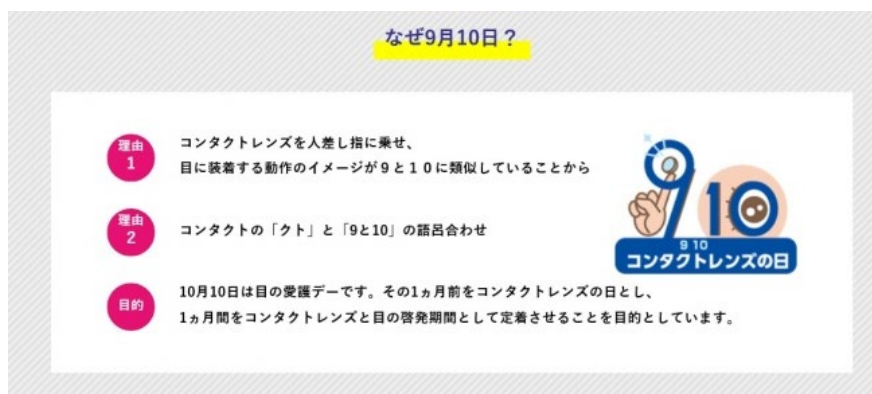 なぜ9月10日？
理由
1
コンタクトレンズを人差し指に乗せ、
目に装着する動作のイメージが９と１０に類似していることから
理由
2
コンタクトの「クト」と「9と10」の語呂合わせ
910
9 10
コンタクトレンズの日
目的
10月10日は目の愛護デーです。その1ヵ月前をコンタクトレンズの日とし、
1ヵ月間をコンタクトレンズと目の啓発期間として定着させることを目的としています。